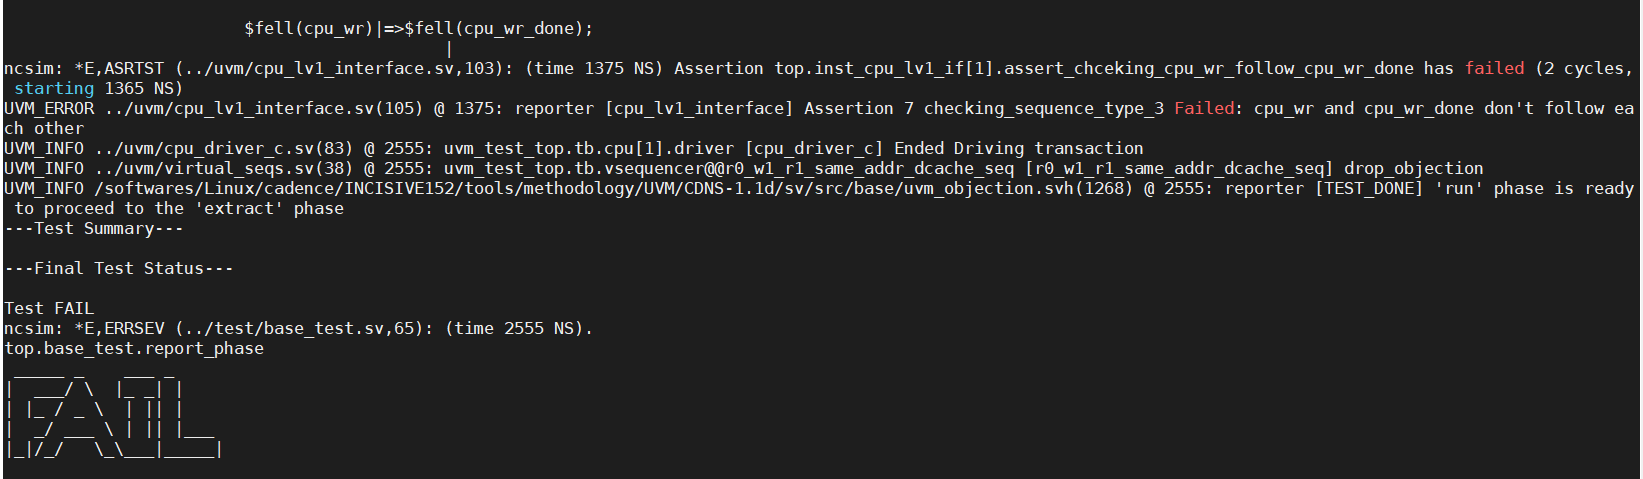 $fell(cpu_wr)|=>$fell(cpu_wr_done);
                                            |
ncsim: *E,ASRTST (../uvm/cpu_lv1_interface.sv,103): (time 1375 NS) Assertion top.inst_cpu_lv1_if[1].assert_chceking_cpu_wr_follow_cpu_wr_done has failed (2 cycles,
 starting 1365 NS)
UVM_ERROR ../uvm/cpu_lv1_interface.sv(105) @ 1375: reporter [cpu_lv1_interface] Assertion 7 checking_sequence_type_3 Failed: cpu_wr and cpu_wr_done don't follow ea
ch other
UVM_INFO ../uvm/cpu_driver_c.sv(83) @ 2555: uvm_test_top.tb.cpu[1].driver [cpu_driver_c] Ended Driving transaction
UVM_INFO ../uvm/virtual_seqs.sv(38) @ 2555: uvm_test_top.tb.vsequencer@@r0_w1_r1_same_addr_dcache_seq [r0_w1_r1_same_addr_dcache_seq] drop_objection
UVM_INFO /softwares/Linux/cadence/INCISIVE152/tools/methodology/UVM/CDNS-1.1d/sv/src/base/uvm_objection.svh(1268) @ 2555: reporter [TEST_DONE] 'run' phase is ready
 to proceed to the 'extract' phase
---Test Summary---

---Final Test Status---

Test FAIL
ncsim: *E,ERRSEV (../test/base_test.sv,65): (time 2555 NS).
top.base_test.report_phase
 _____ _    ___ _
|  ___/ \  |_ _| |
| |_ / _ \  | || |
|  _/ ___ \ | || |___
|_|/_/   \_\___|_____|